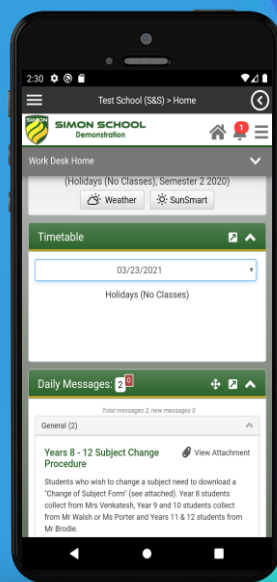 2:30
Test School (S&S) > Home
SIMON
SIMON SCHOOL
Demonstration
1
Work Desk Home
(Holidays (No Classes), Semester 2 2020)
Weather
SunSmart
Timetable
03/23/2021
Holidays (No Classes)
Daily Messages: 2 0
Total messages 2, new messages 0
General (2)
Years 8 - 12 Subject Change
Procedure
View Attachment
Students who wish to change a subject need to download a
"Change of Subject Form" (see attached). Year 8 students
collect from Mrs Venkatesh, Year 9 and 10 students collect
from Mr Walsh or Ms Porter and Years 11 & 12 students from
Mr Brodie.